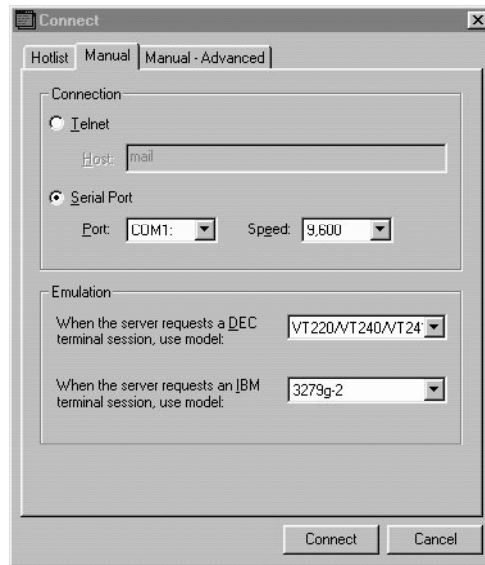 Connect
Hotlist Manual Manual - Advanced
Connection
Telnet
Host: mail
Serial Port
Port: COM1: Speed: 9,600
Emulation
When the server requests a DEC
terminal session, use model: VT220/VT240/VT24
When the server requests an IBM
terminal session, use model: 3279g-2
Connect Cancel